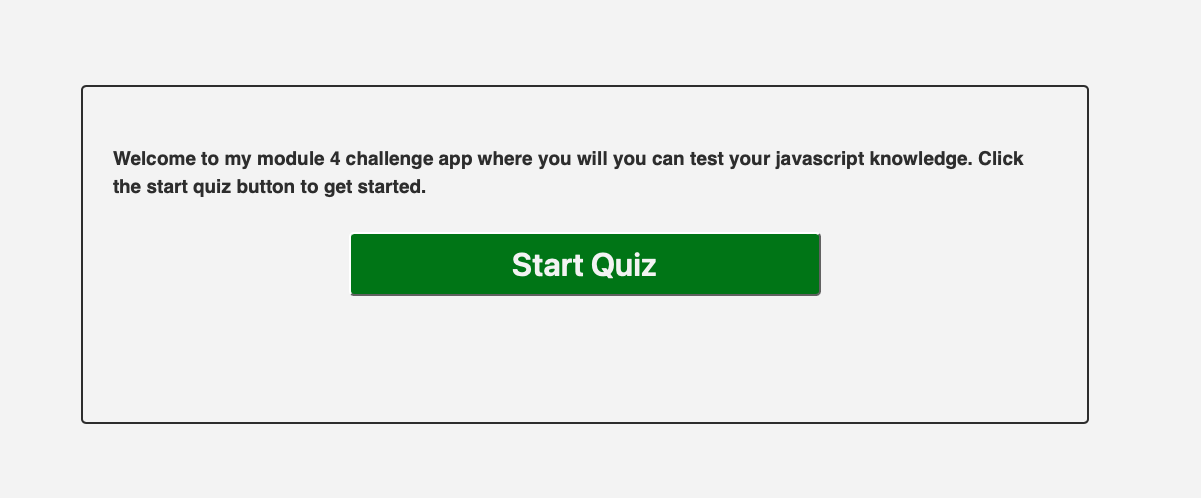 Welcome to my module 4 challenge app where you will you can test your javascript knowledge. Click
the start quiz button to get started.
Start Quiz